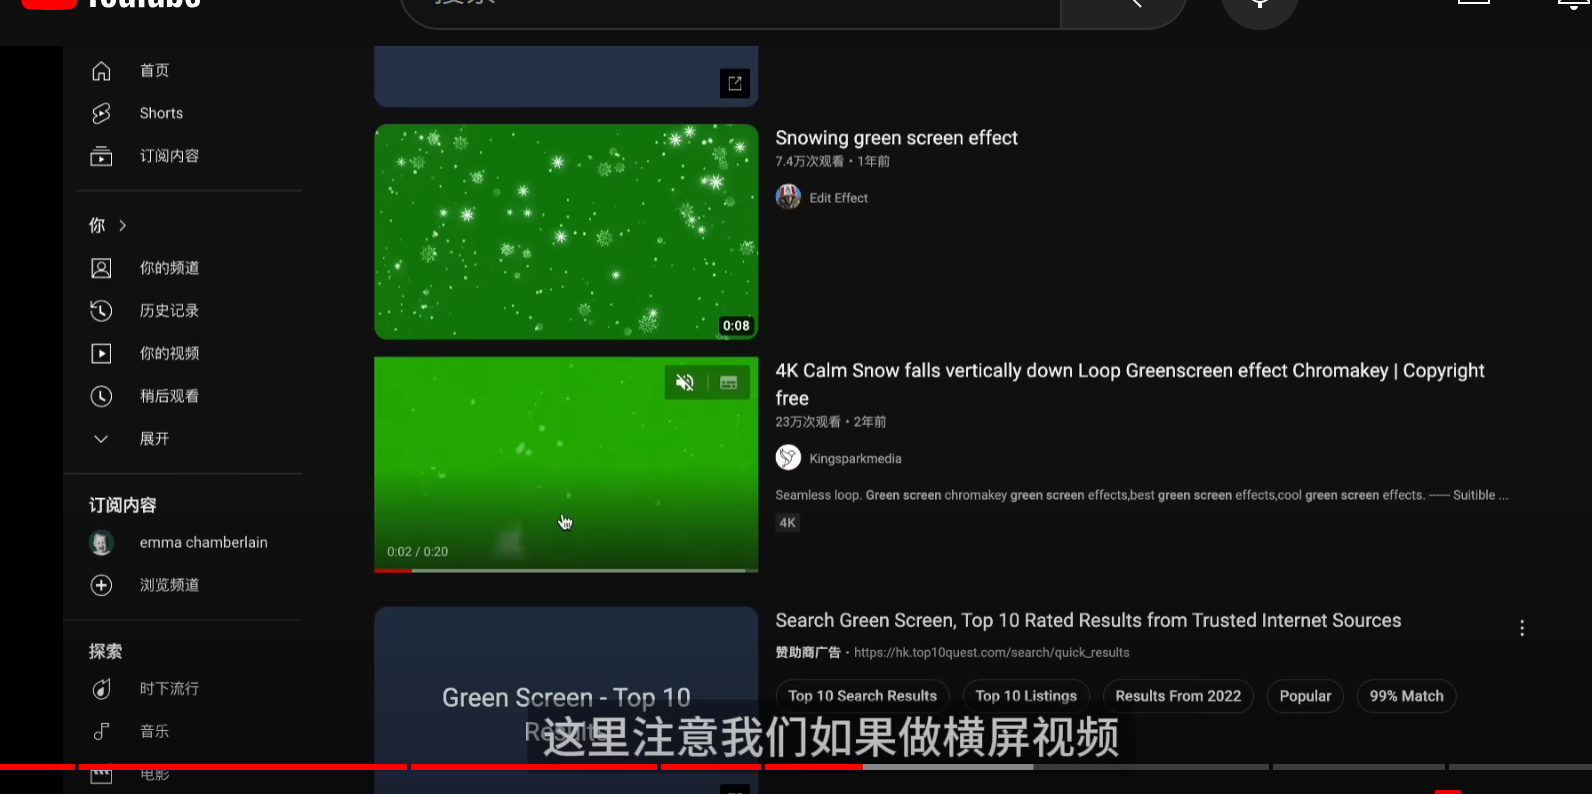 YouTube
搜索
首页
Shorts
订阅内容
你
你的频道
历史记录
你的视频
稍后观看
展开
订阅内容
emma chamberlain
浏览频道
探索
时下流行
音乐
电影
0:08
Snowing green screen effect
7.4万次观看・1年前
Edit Effect
0:02 / 0:20
4K Calm Snow falls vertically down Loop Greenscreen effect Chromakey | Copyright
free
23万次观看・2年前
Kingsparkmedia
Seamless loop. Green screen chromakey green screen effects,best green screen effects,cool green screen effects. ------ Suitible ...
4K
Green Screen - Top 10
Results
Search Green Screen, Top 10 Rated Results from Trusted Internet Sources
赞助商广告 · https://hk.top10quest.com/search/quick_results
Top 10 Search Results
Top 10 Listings
Results From 2022
Popular
99% Match
这里注意我们如果做横屏视频